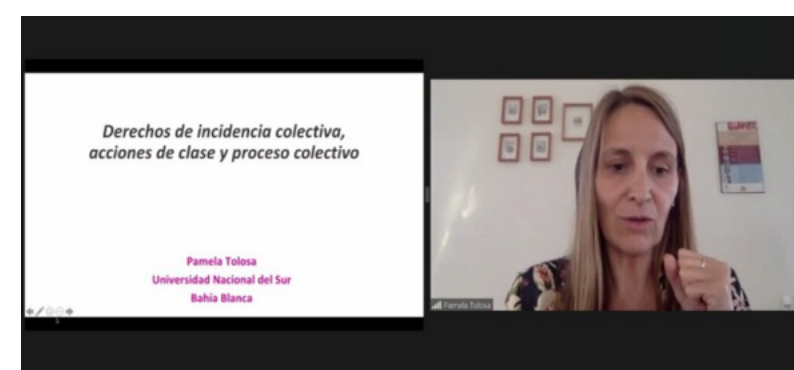 Derechos de incidencia colectiva,
acciones de clase y proceso colectivo
Pamela Tolosa
Universidad Nacional del Sur
Bahía Blanca
Pamela Tolosa